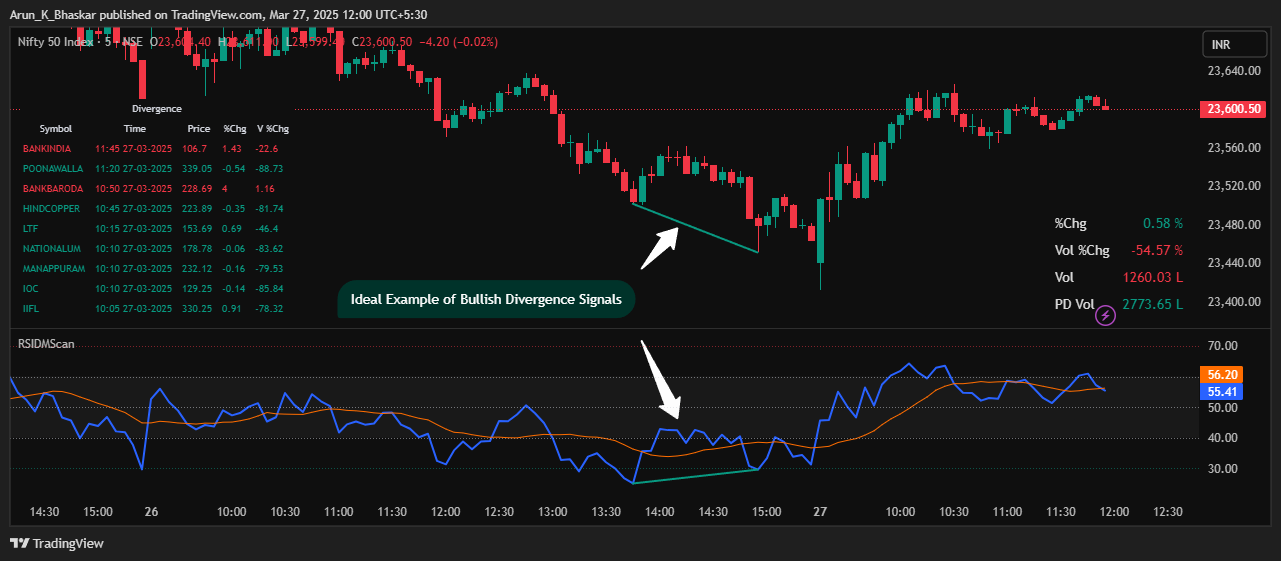 Arun_K_Bhaskar published on TradingView.com, Mar 27, 2025 12:00 UTC+5:30
Nifty 50 Index · 5 · NSE O23,604.40 L23,599.40 C23,600.50 −4.20 (−0.02%)
INR
23,640.00
23,600.50
23,560.00
23,520.00
23,480.00
23,440.00
23,400.00
Divergence
Symbol Time Price %Chg V %Chg
BANKINDIA 11:45 27-03-2025 106.7 1.43 -22.6
POONAWALLA 11:20 27-03-2025 339.05 -0.54 -88.73
BANKBARODA 10:50 27-03-2025 228.69 4 1.16
HINDCOPPER 10:45 27-03-2025 223.89 -0.35 -81.74
LTF 10:15 27-03-2025 153.69 0.69 -46.4
NATIONALUM 10:10 27-03-2025 178.78 -0.06 -83.62
MANAPPURAM 10:10 27-03-2025 232.12 -0.16 -79.53
IOC 10:10 27-03-2025 129.25 -0.14 -85.84
IIFL 10:05 27-03-2025 330.25 0.91 -78.32
Ideal Example of Bullish Divergence Signals
%Chg 0.58 %
Vol %Chg -54.57 %
Vol 1260.03 L
PD Vol 2773.65 L
RSIDMScan
70.00
56.20
55.41
50.00
40.00
30.00
14:30 15:00 26 10:00 10:30 11:00 11:30 12:00 12:30 13:00 13:30 14:00 14:30 15:00 27 10:00 10:30 11:00 11:30 12:00 12:30
TradingView